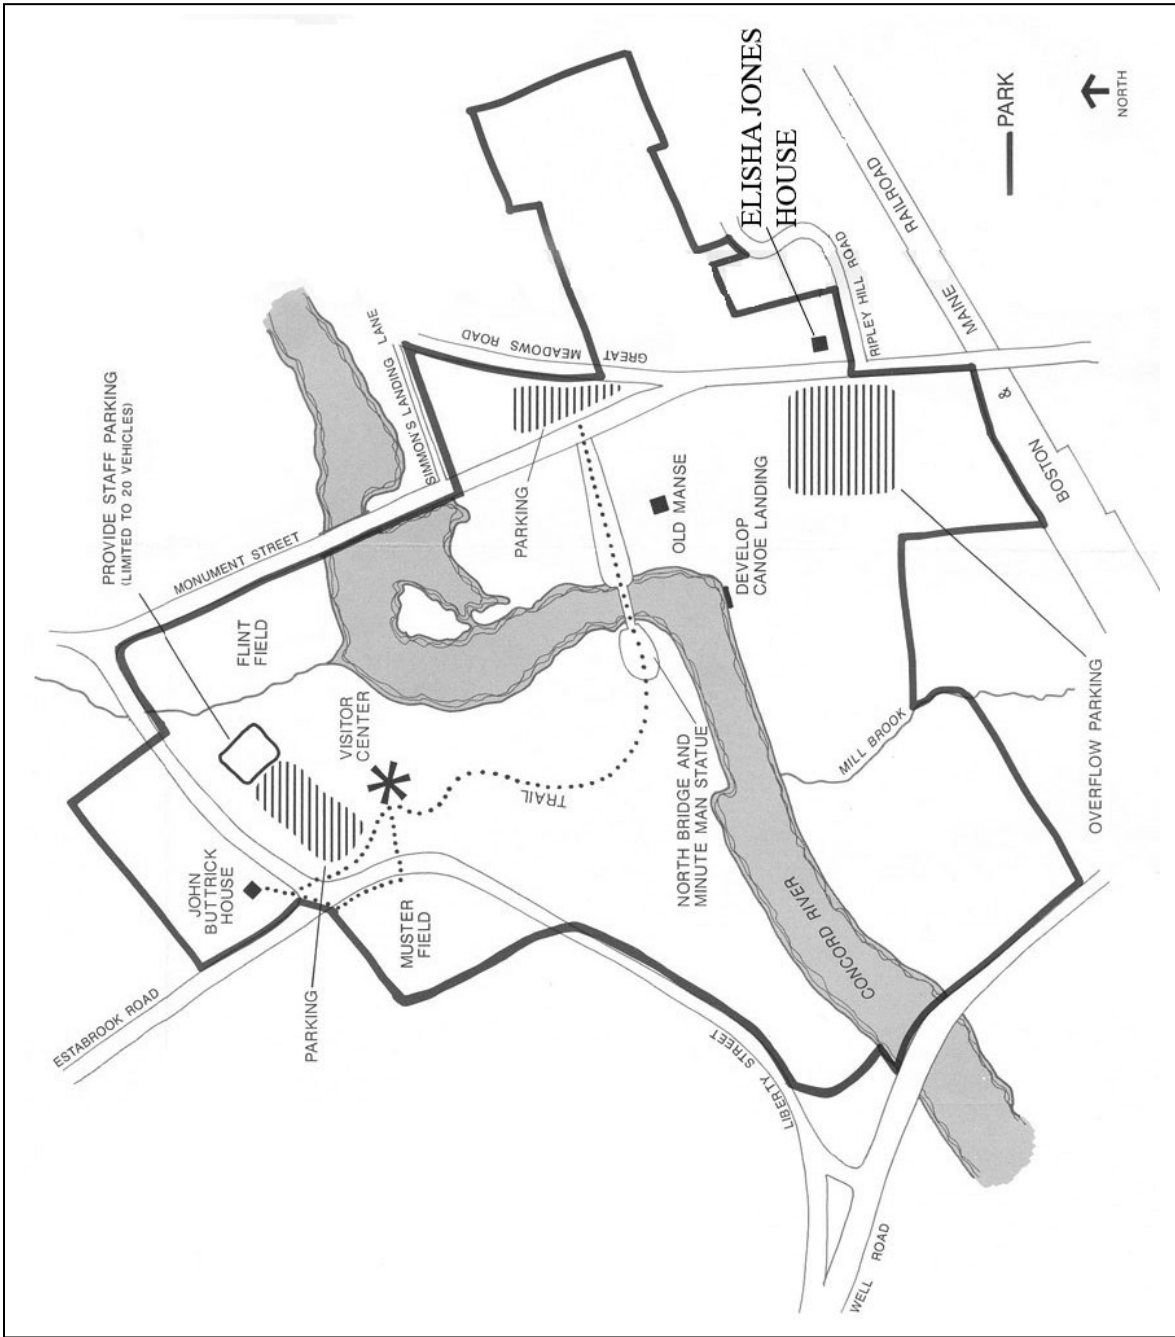 ESTABROOK ROAD
JOHN
BUTTRICK
HOUSE
PARKING
MUSTER
FIELD
PROVIDE STAFF PARKING
(LIMITED TO 20 VEHICLES)
MONUMENT STREET
FLINT
FIELD
VISITOR
CENTER
TRAIL
SIMMON'S LANDING LANE
GREAT MEADOWS ROAD
PARKING
OLD MANSE
DEVELOP
CANOE LANDING
NORTH BRIDGE AND
MINUTE MAN STATUE
CONCORD RIVER
LIBERTY STREET
WELL ROAD
MILL BROOK
OVERFLOW PARKING
ELISHA JONES
HOUSE
RIPLEY HILL ROAD
BOSTON & MAINE RAILROAD
PARK
NORTH